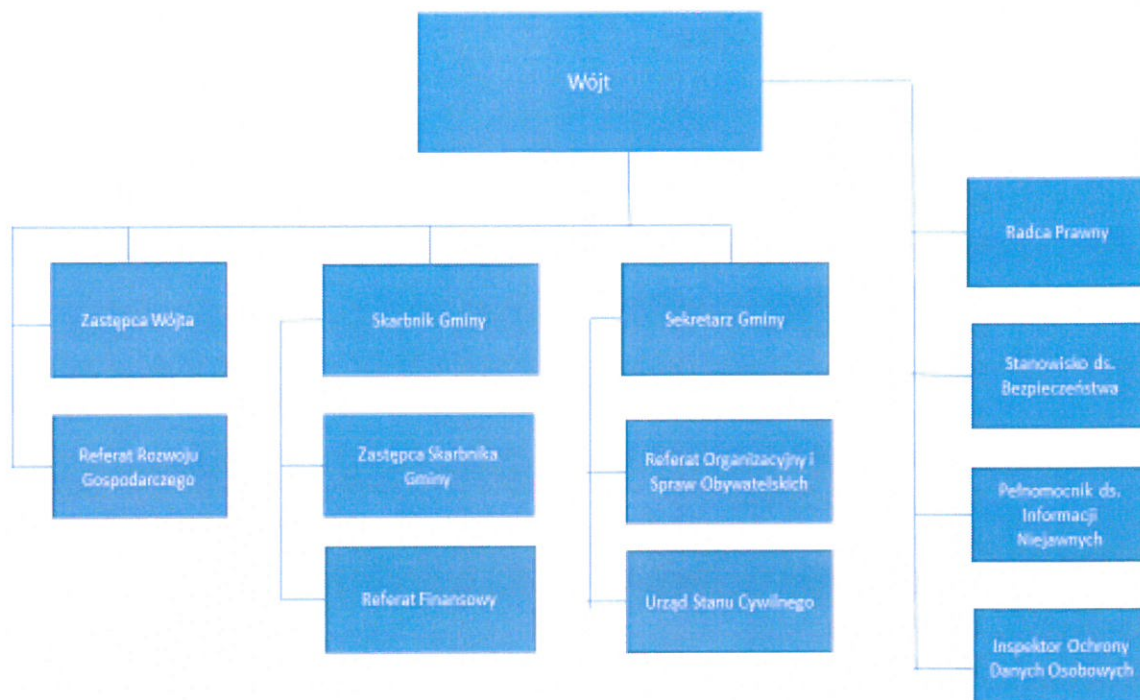 Wójt
Zastępca Wójta
Referat Rozwoju
Gospodarczego
Skarbnik Gminy
Zastępca Skarbnika
Gminy
Referat Finansowy
Sekretarz Gminy
Referat Organizacyjny i
Spraw Obywatelskich
Urząd Stanu Cywilnego
Radca Prawny
Stanowisko ds.
Bezpieczeństwa
Pełnomocnik ds.
Informacji
Niejawnych
Inspektor Ochrony
Danych Osobowych